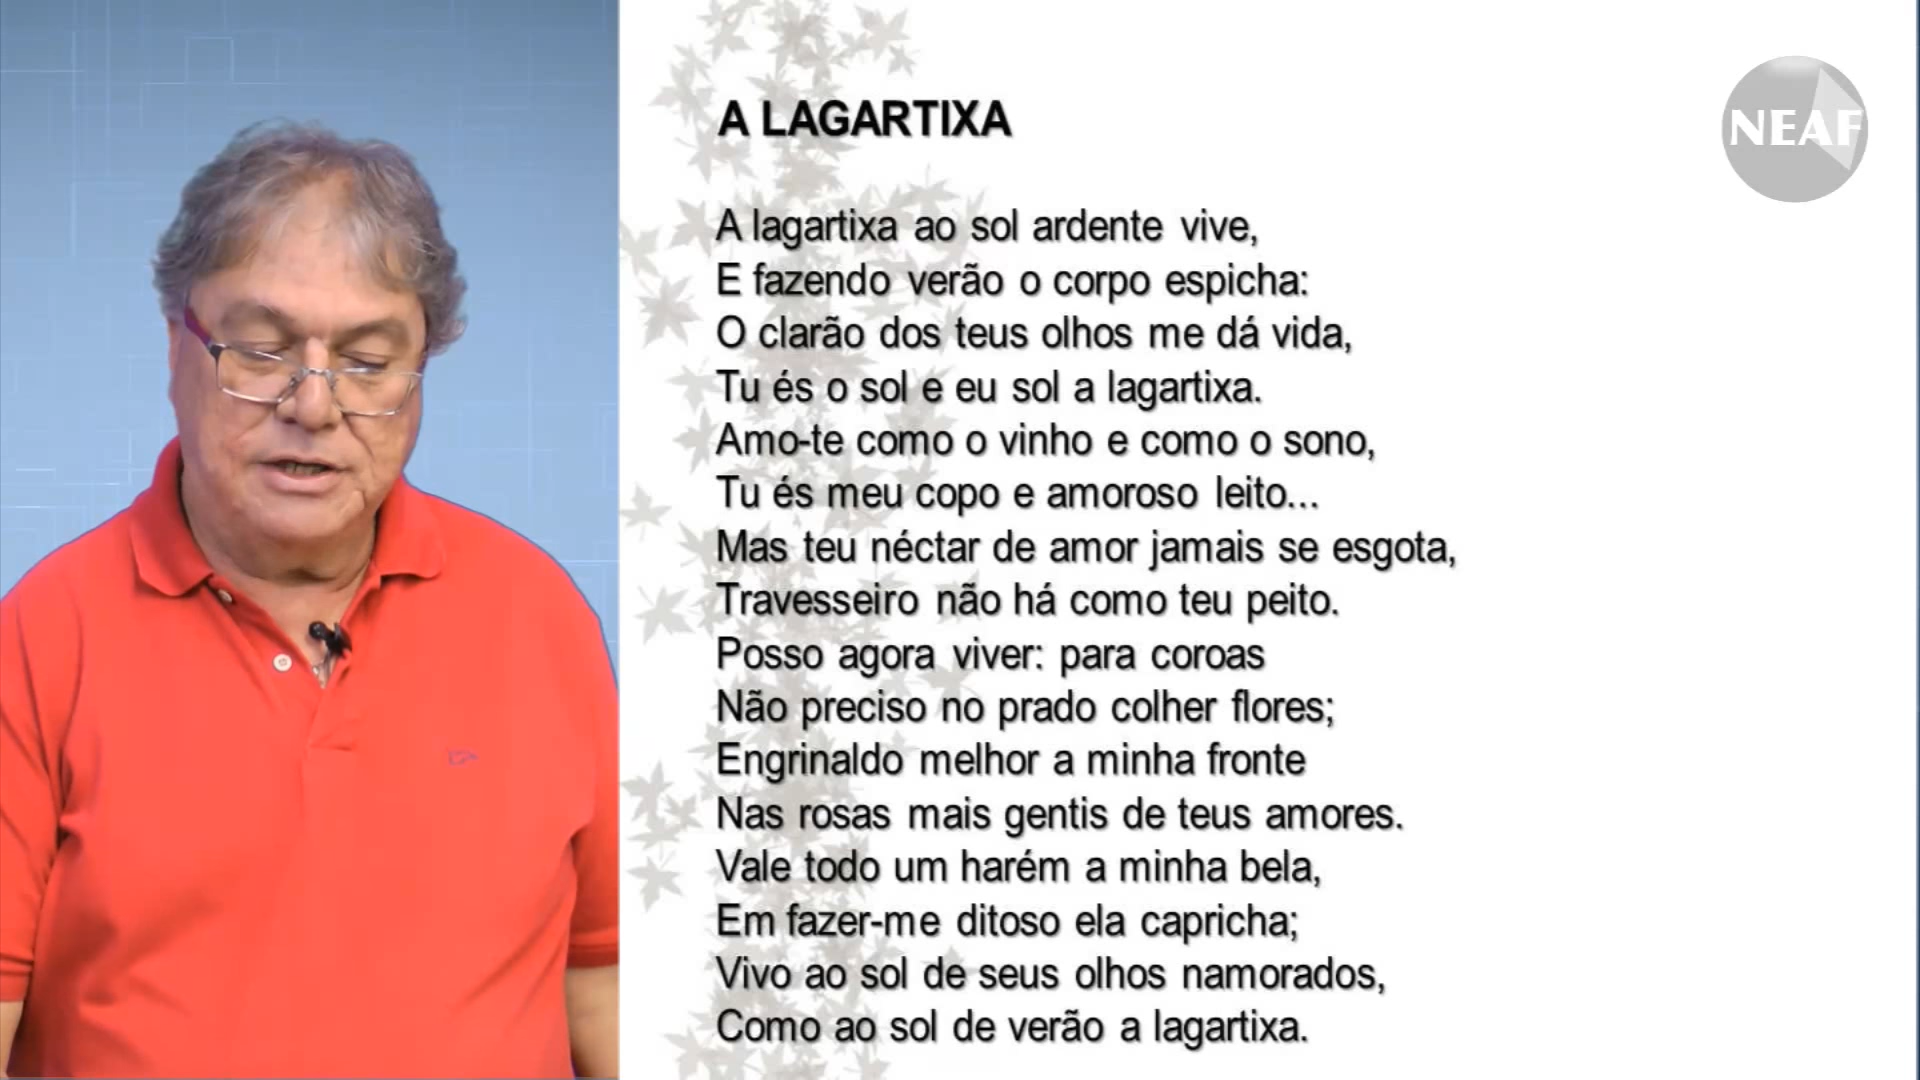 A LAGARTIXA
NEAF
A lagartixa ao sol ardente vive,
E fazendo verão o corpo espicha:
O clarão dos teus olhos me dá vida,
Tu és o sol e eu sol a lagartixa.
Amo-te como o vinho e como o sono,
Tu és meu copo e amoroso leito...
Mas teu néctar de amor jamais se esgota,
Travesseiro não há como teu peito.
Posso agora viver: para coroas
Não preciso no prado colher flores;
Engrinaldo melhor a minha fronte
Nas rosas mais gentis de teus amores.
Vale todo um harém a minha bela,
Em fazer-me ditoso ela capricha;
Vivo ao sol de seus olhos namorados,
Como ao sol de verão a lagartixa.